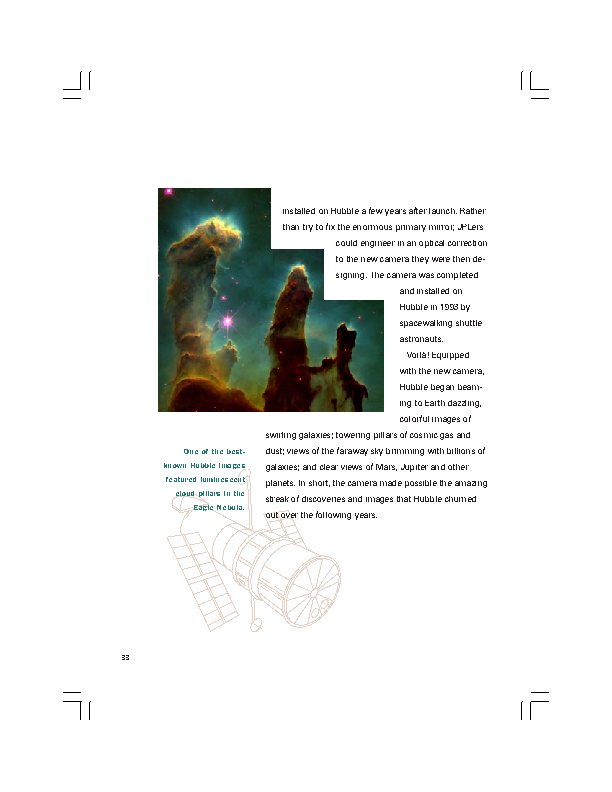 installed on Hubble a few years after launch. Rather
than try to fix the enormous primary mirror, JPLers
could engineer in an optical correction
to the new camera they were then de-
signing. The camera was completed
and installed on
Hubble in 1993 by
spacewalking shuttle
astronauts.
Voilà! Equipped
with the new camera,
Hubble began beam-
ing to Earth dazzling,
colorful images of
swirling galaxies; towering pillars of cosmic gas and
dust; views of the faraway sky brimming with billions of
galaxies; and clear views of Mars, Jupiter and other
planets. In short, the camera made possible the amazing
streak of discoveries and images that Hubble churned
out over the following years.
One of the best-
known Hubble images
featured luminescent
cloud pillars in the
Eagle Nebula.